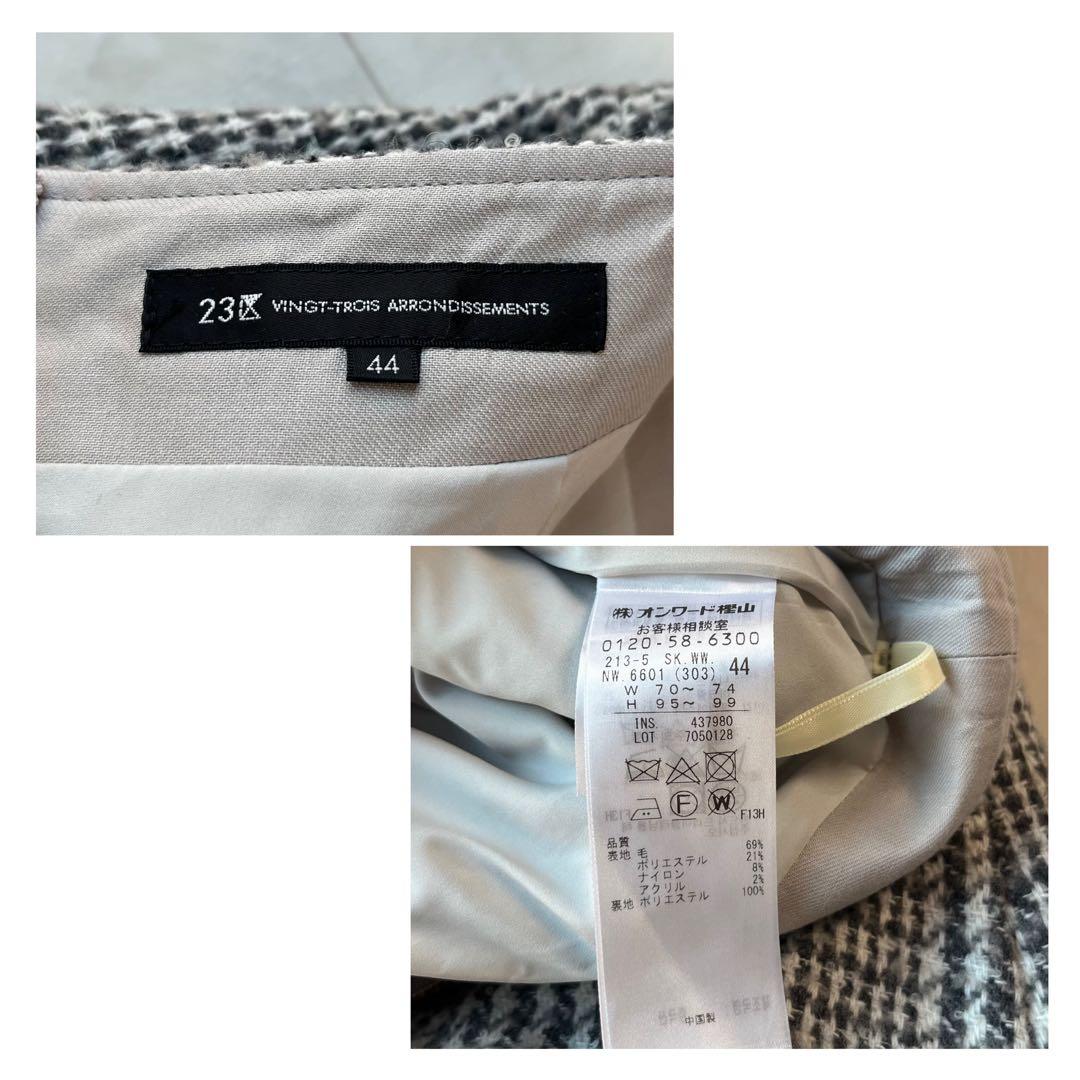 23区 VINGT-TROIS ARRONDISSEMENTS
44
(株)オンワード樫山
お客様相談室
0120-58-6300
213-5 SK.WW.
NW.6601 (303) 44
W 70～ 74
H 95～ 99
INS. 437980
LOT 7050128
F W F13H
品質
表地 毛 69%
ポリエステル 21%
ナイロン 8%
アクリル 2%
裏地 ポリエステル 100%
中国製